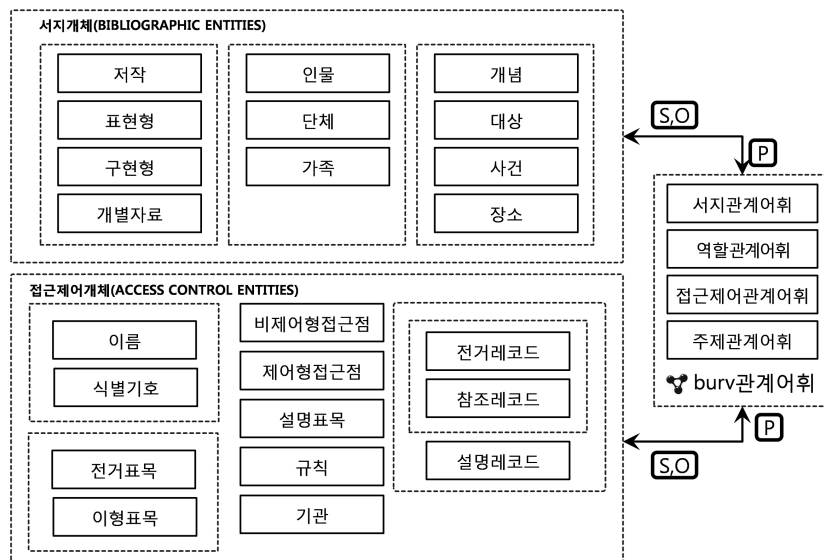 서지개체(BIBLIOGRAPHIC ENTITIES)
저작
표현형
구현형
개별자료
인물
단체
가족
개념
대상
사건
장소
S,O
P
서지관계어휘
역할관계어휘
접근제어관계어휘
주제관계어휘
burv관계어휘
접근제어개체(ACCESS CONTROL ENTITIES)
이름
식별기호
전거표목
이형표목
비제어형접근점
제어형접근점
설명표목
규칙
기관
전거레코드
참조레코드
설명레코드
P
S,O